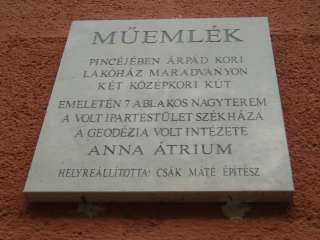 MŰEMLÉK
PINCÉJÉBEN ÁRPÁD KORI
LAKÓHÁZ MARADVÁNYON
KÉT KÖZÉPKORI KUT
EMELETÉN 7 ABLAKOS NAGYTEREM
A VOLT IPARTESTÜLET SZÉKHÁZA
A GEODÉZIA VOLT INTÉZETE
ANNA ÁTRIUM
HELYREÁLLÍTOTTA: CSÁK MÁTÉ ÉPÍTÉSZ